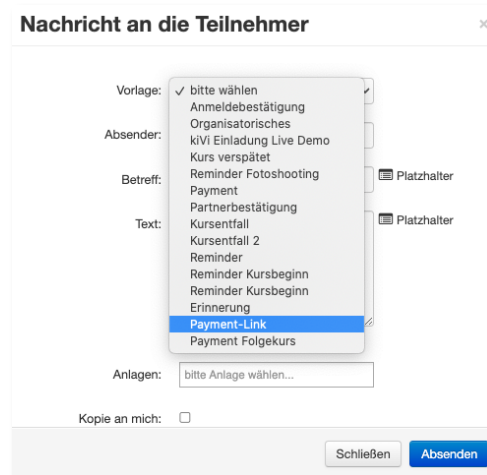 Nachricht an die Teilnehmer
×
Vorlage:
✓ bitte wählen
Anmeldebestätigung
Organisatorisches
kiVi Einladung Live Demo
Kurs verspätet
Reminder Fotoshooting
Payment
Partnerbestätigung
Kursentfall
Kursentfall 2
Reminder
Reminder Kursbeginn
Reminder Kursbeginn
Erinnerung
Payment-Link
Payment Folgekurs
Absender:
Betreff:
Platzhalter
Text:
Platzhalter
Anlagen:
bitte Anlage wählen...
Kopie an mich:
Schließen
Absenden